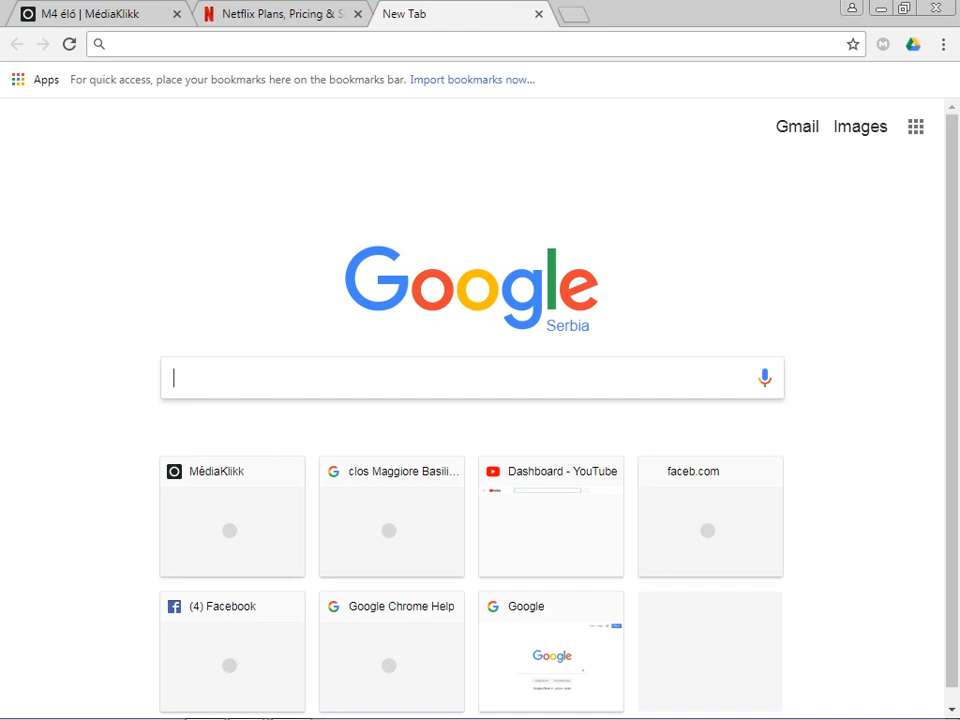 M4 élő | MédiaKlikk
Netflix Plans, Pricing & S
New Tab
Apps
For quick access, place your bookmarks here on the bookmarks bar. Import bookmarks now...
Gmail
Images
Google
Serbia
MédiaKlikk
clos Maggiore Basili...
Dashboard - YouTube
faceb.com
(4) Facebook
Google Chrome Help
Google
Google